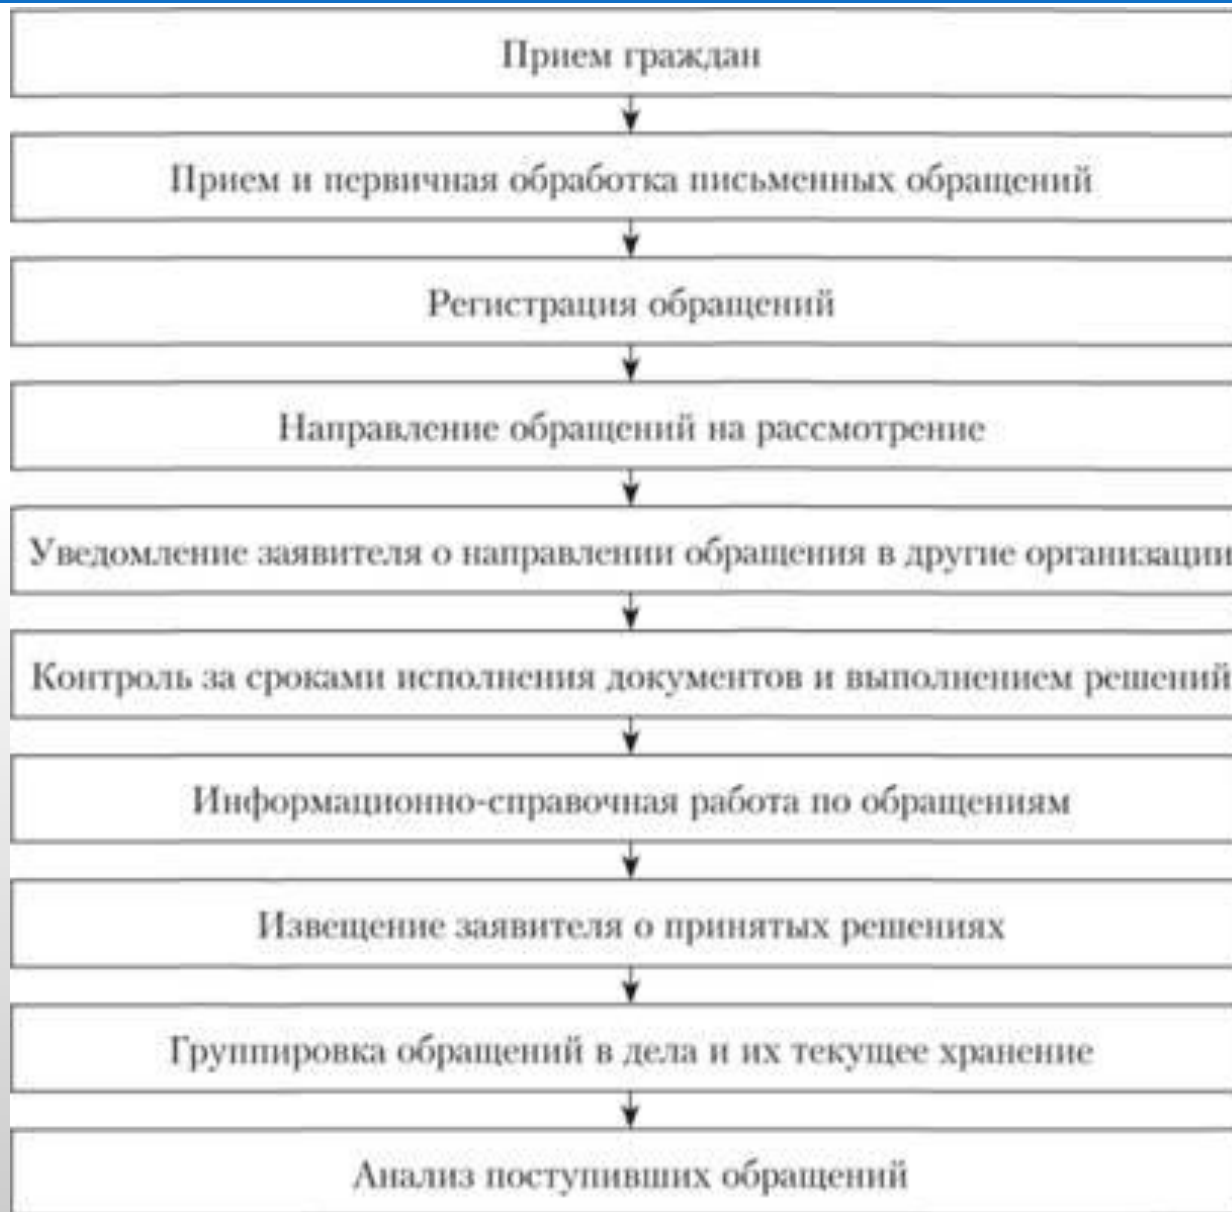 Прием граждан
Прием и первичная обработка письменных обращений
Регистрация обращений
Направление обращений на рассмотрение
Уведомление заявителя о направлении обращения в другие организации
Контроль за сроками исполнения документов и выполнением решений
Информационно-справочная работа по обращениям
Извещение заявителя о принятых решениях
Группировка обращений в дела и их текущее хранение
Анализ поступивших обращений